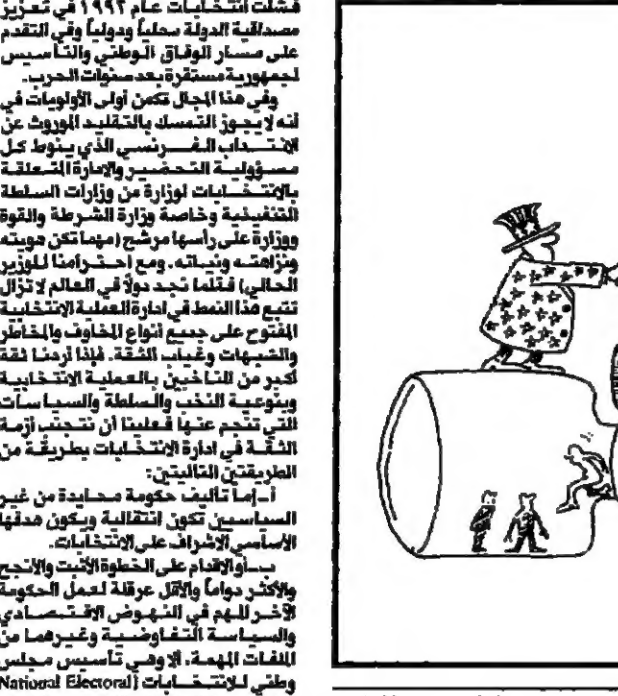 فشلت انتخابات عام ١٩٩٢ في تعزيز
مصداقية الدولة محلياً ودولياً وفي التقدم
على مسار الوفاق الوطني والتأسيس
لجمهورية مستقرة بعد سنوات الحرب.
وفي هذا المجال تكمن أولى الأولويات في
أنه لا يجوز التمسك بالتقليد الموروث عن
الانتداب الفرنسي الذي ينوط كل
مسؤولية التحضير والإدارة المتعلقة
بالانتخابات لوزارة من وزارات السلطة
التنفيذية وخاصة وزارة الشرطة والقوة
ووزارة على رأسها مرشح (مهما تكن هويته
ونزاهته ونياته. ومع احترامنا للوزير
الحالي) فقلما نجد دولاً في العالم لا تزال
تتبع هذا النمط في إدارة العملية الانتخابية
المفتوح على جميع أنواع المخاوف والمخاطر
والشبهات وغياب الثقة. فإذا أردنا ثقة
أكبر من الناخبين بالعملية الانتخابية
وبنوعية النخب والسلطة والسياسات
التي تنجم عنها فعلينا أن نتجنب أزمة
الثقة في إدارة الانتخابات بطريقة من
الطريقتين التاليتين:
أ ـ إما تأليف حكومة محايدة من غير
السياسيين تكون انتقالية ويكون هدفها
الأساسي الإشراف على الانتخابات.
ب ـ أو الإقدام على الخطوة الأثبت والأنجح
والأكثر دواماً والأقل عرقلة لعمل الحكومة
الآخر المهم في النهوض الاقتصادي
والسياسة التفاوضية وغيرهما من
الملفات المهمة. ألا وهي تأسيس مجلس
وطني للانتخابات (National Electoral